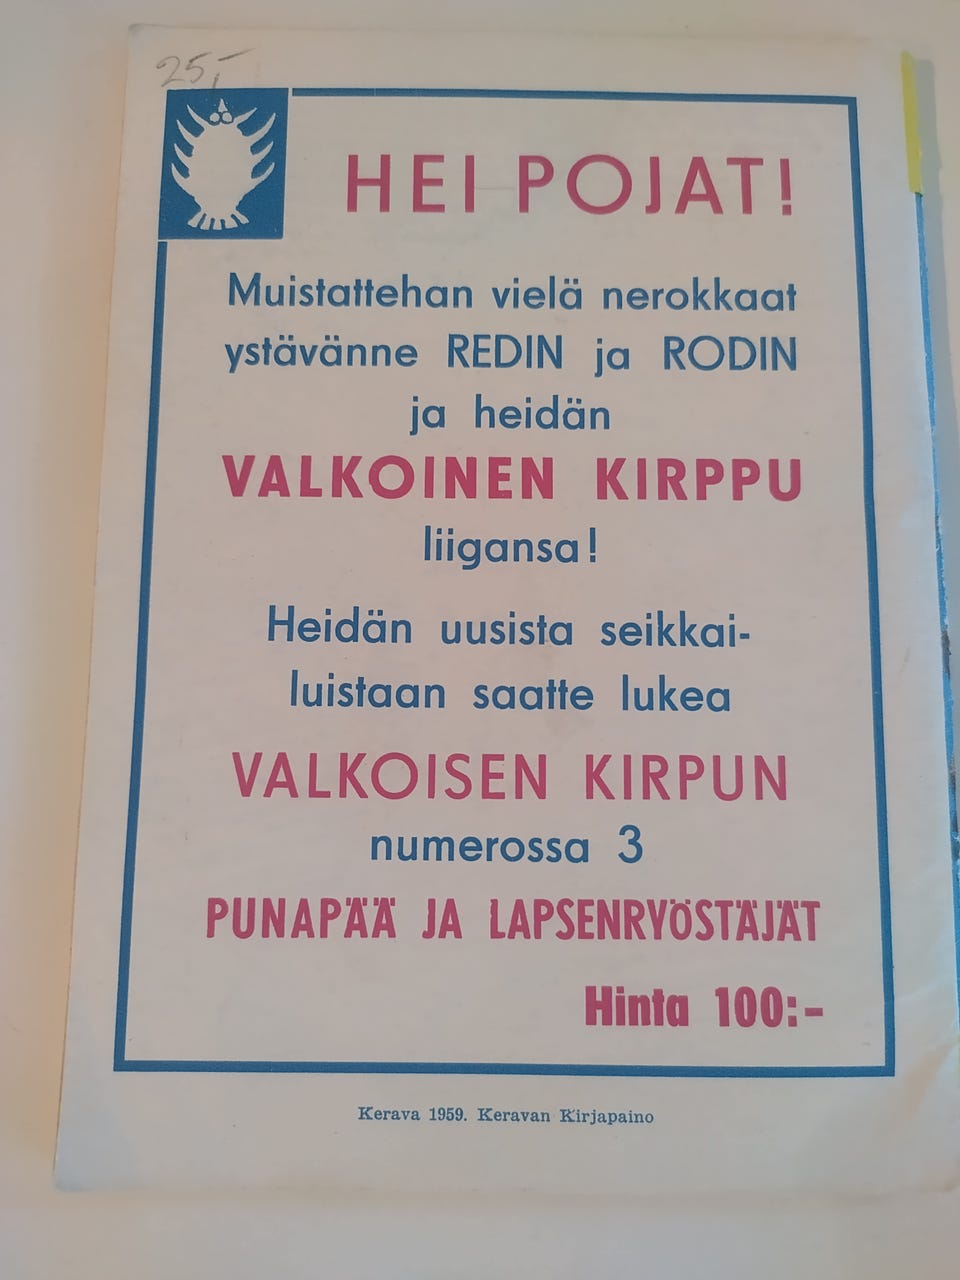 25,-
HEI POJAT!
Muistattehan vielä nerokkaat
ystävänne REDIN ja RODIN
ja heidän
VALKOINEN KIRPPU
liigansa!
Heidän uusista seikkai-
luistaan saatte lukea
VALKOISEN KIRPUN
numerossa 3
PUNAPÄÄ JA LAPSENRYÖSTÄJÄT
Hinta 100:-
Kerava 1959. Keravan Kirjapaino